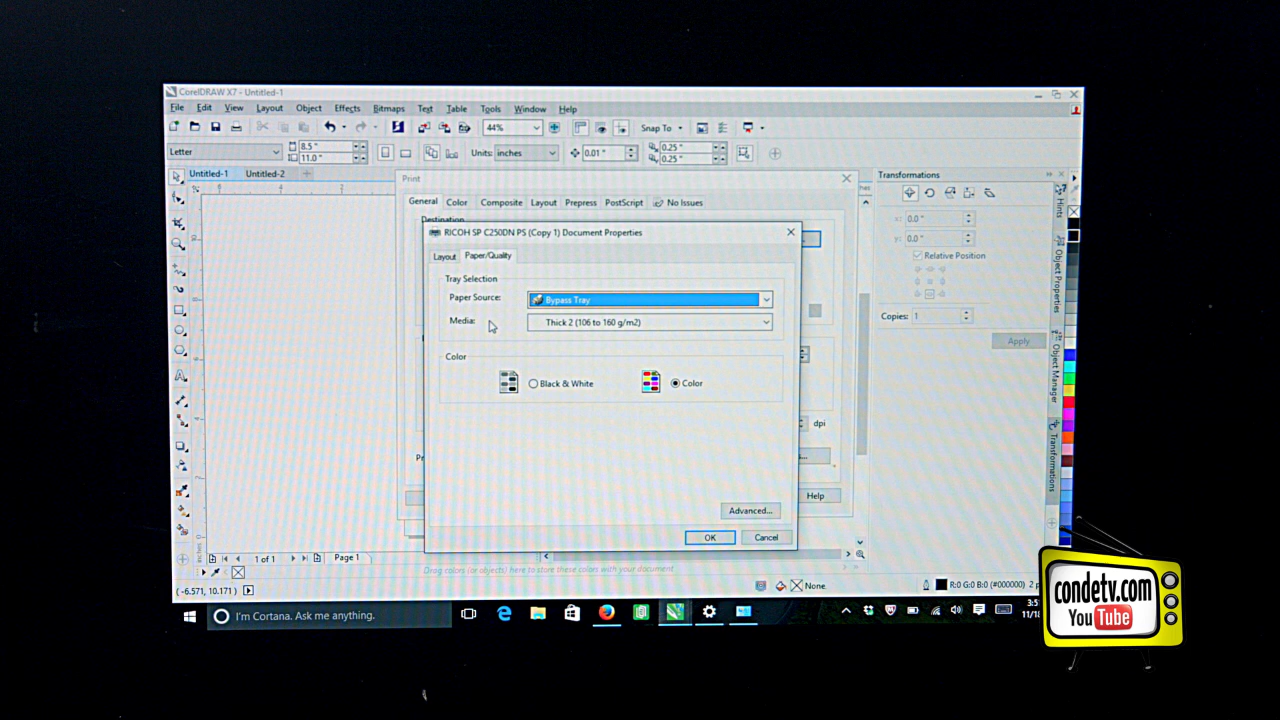 CorelDRAW X7 - Untitled-1
File Edit View Layout Object Effects Bitmaps Text Table Tools Window Help
44% Snap To
Letter 8.5 " 11.0 " Units: inches 0.01 " 0.25 " 0.25 "
Untitled-1 Untitled-2
Print
General Color Composite Layout Prepress PostScript No Issues
Destination
RICOH SP C250DN PS (Copy 1) Document Properties
Layout Paper/Quality
Tray Selection
Paper Source: Bypass Tray
Media: Thick 2 (106 to 160 g/m2)
Color
Black & White Color
dpi
Help
Advanced...
OK Cancel
Transformations
x: 0.0 "
y: 0.0 "
Relative Position
Copies: 1
Apply
Hints
Object Properties
Object Manager
Transformations
1 of 1 Page 1
Drag colors (or objects) here to store these colors with your document
( -6.571, 10.171 ) None R:0 G:0 B:0 (#000000)
I'm Cortana. Ask me anything.
condetv.com
YouTube